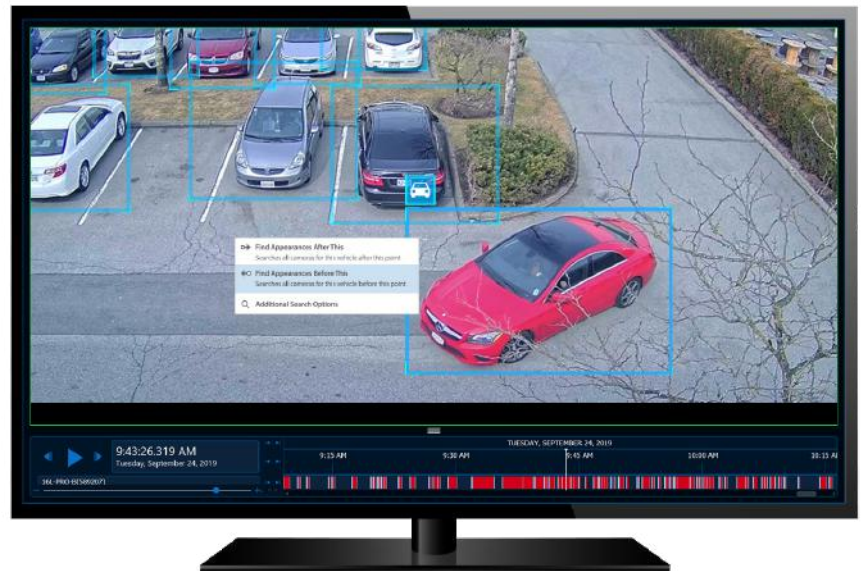 Find Appearances After This
Searches all cameras for this vehicle after this point
Find Appearances Before This
Searches all cameras for this vehicle before this point
Additional Search Options
TUESDAY, SEPTEMBER 24, 2019
9:43:26.319 AM
Tuesday, September 24, 2019
9:15 AM 9:30 AM 9:45 AM 10:00 AM 10:15 A